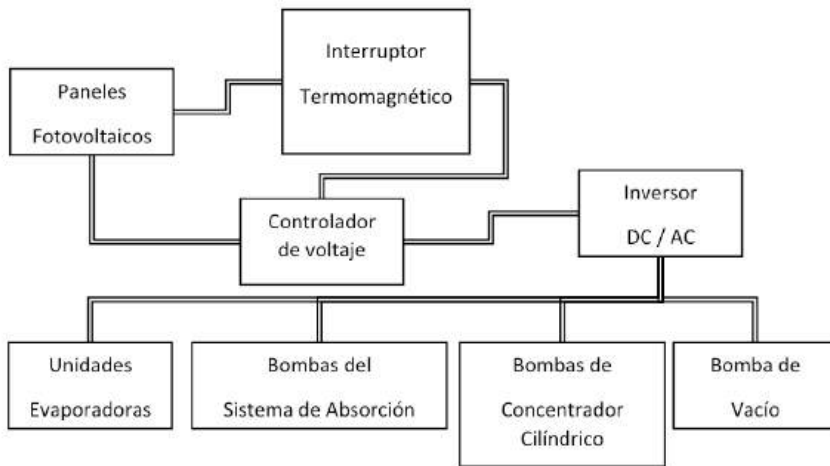 Interruptor
Termomagnético
Paneles
Fotovoltaicos
Controlador
de voltaje
Inversor
DC / AC
Unidades
Evaporadoras
Bombas del
Sistema de Absorción
Bombas de
Concentrador
Cilíndrico
Bomba de
Vacío